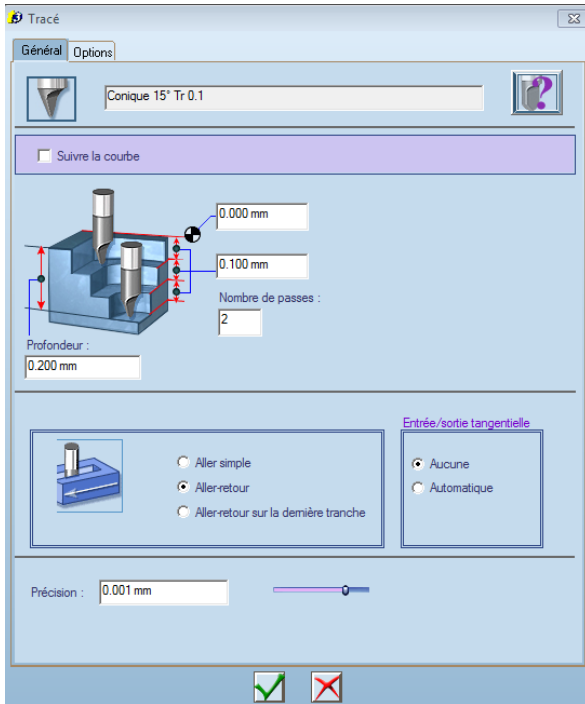 Tracé
Général
Options
Conique 15° Tr 0.1
Suivre la courbe
0.000 mm
0.100 mm
Nombre de passes :
2
Profondeur :
0.200 mm
Entrée/sortie tangentielle
Aller simple
Aller-retour
Aller-retour sur la dernière tranche
Aucune
Automatique
Précision :
0.001 mm